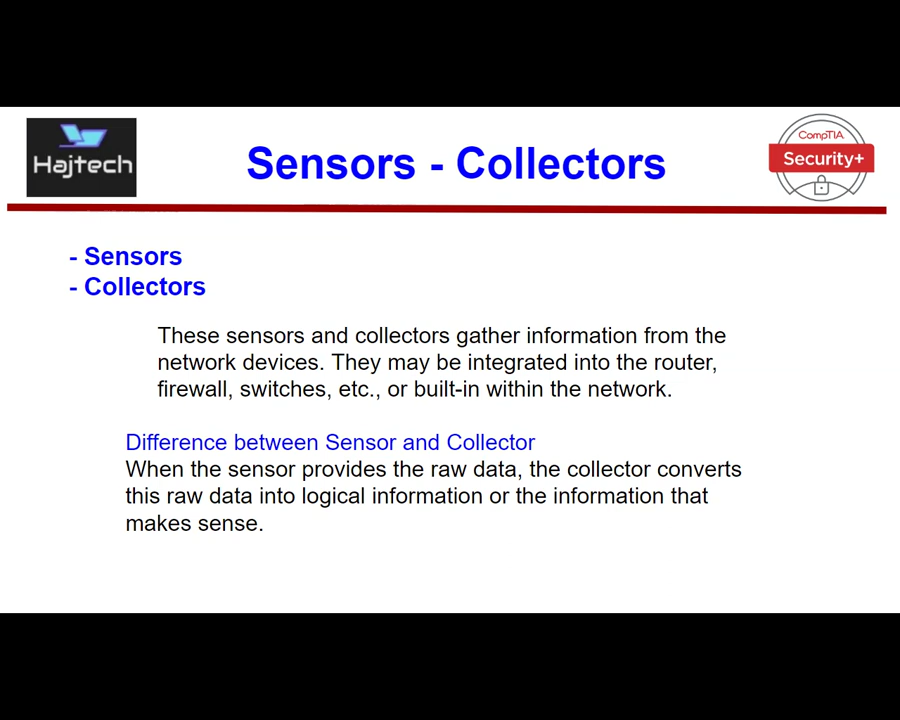 Hajtech
Sensors - Collectors
CompTIA
Security+
- Sensors
- Collectors
These sensors and collectors gather information from the
network devices. They may be integrated into the router,
firewall, switches, etc., or built-in within the network.
Difference between Sensor and Collector
When the sensor provides the raw data, the collector converts
this raw data into logical information or the information that
makes sense.